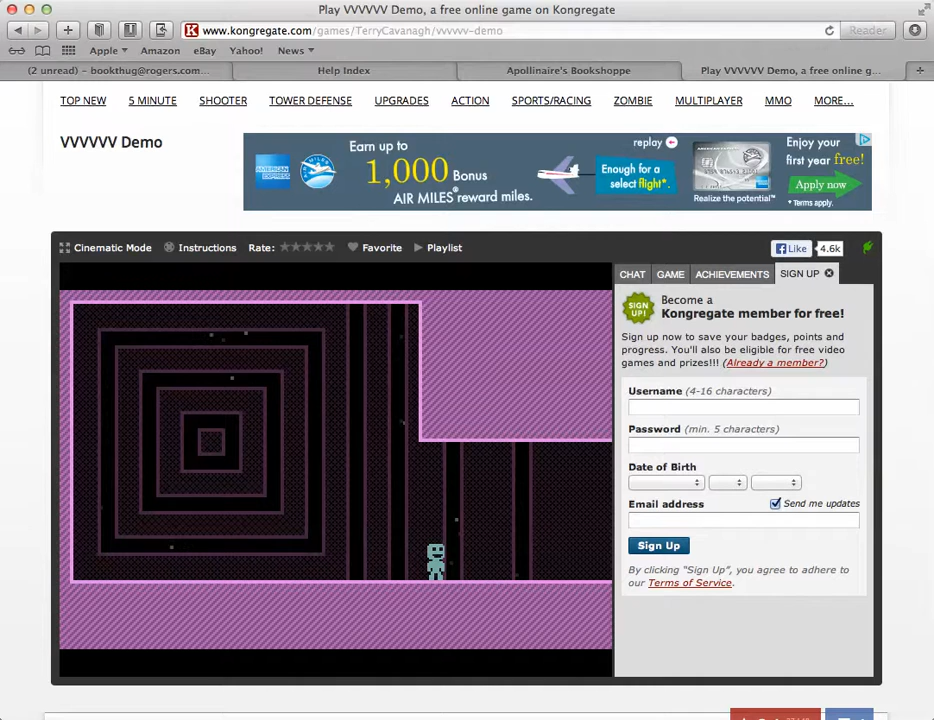 Play VVVVVV Demo, a free online game on Kongregate
www.kongregate.com/games/TerryCavanagh/vvvvvv-demo
Reader
Apple Amazon eBay Yahoo! News
(2 unread) - bookthug@rogers.com... Help Index Apollinaire's Bookshoppe Play VVVVVV Demo, a free online g...
TOP NEW 5 MINUTE SHOOTER TOWER DEFENSE UPGRADES ACTION SPORTS/RACING ZOMBIE MULTIPLAYER MMO MORE...
VVVVVV Demo
AMERICAN EXPRESS
AIR MILES
Earn up to
1,000 Bonus
AIR MILES® reward miles.
replay
Enough for a
select flight*.
Realize the potential™
Enjoy your
first year free!
Apply now
*Terms apply.
Cinematic Mode Instructions Rate: Favorite Playlist Like 4.6k
CHAT GAME ACHIEVEMENTS SIGN UP
SIGN UP!
Become a
Kongregate member for free!
Sign up now to save your badges, points and
progress. You'll also be eligible for free video
games and prizes!!! (Already a member?)
Username (4-16 characters)
Password (min. 5 characters)
Date of Birth
Email address Send me updates
Sign Up
By clicking "Sign Up", you agree to adhere to
our Terms of Service.